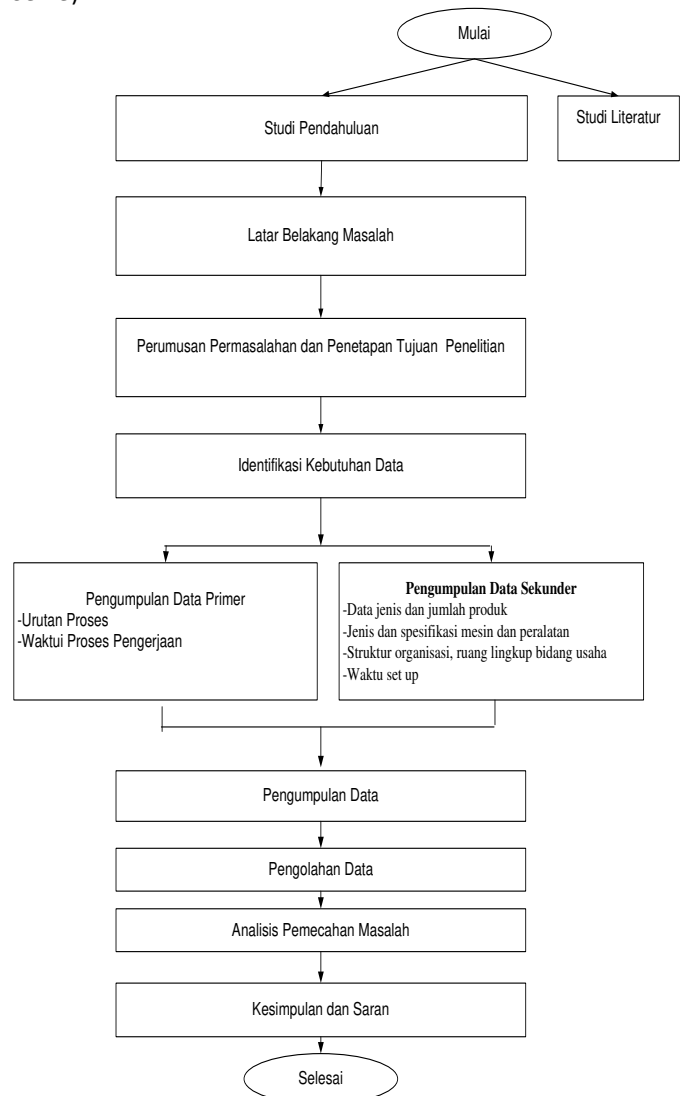 Mulai
Studi Pendahuluan
Studi Literatur
Latar Belakang Masalah
Perumusan Permasalahan dan Penetapan Tujuan Penelitian
Identifikasi Kebutuhan Data
Pengumpulan Data Primer
-Urutan Proses
-Waktui Proses Pengerjaan
Pengumpulan Data Sekunder
-Data jenis dan jumlah produk
-Jenis dan spesifikasi mesin dan peralatan
-Struktur organisasi, ruang lingkup bidang usaha
-Waktu set up
Pengumpulan Data
Pengolahan Data
Analisis Pemecahan Masalah
Kesimpulan dan Saran
Selesai